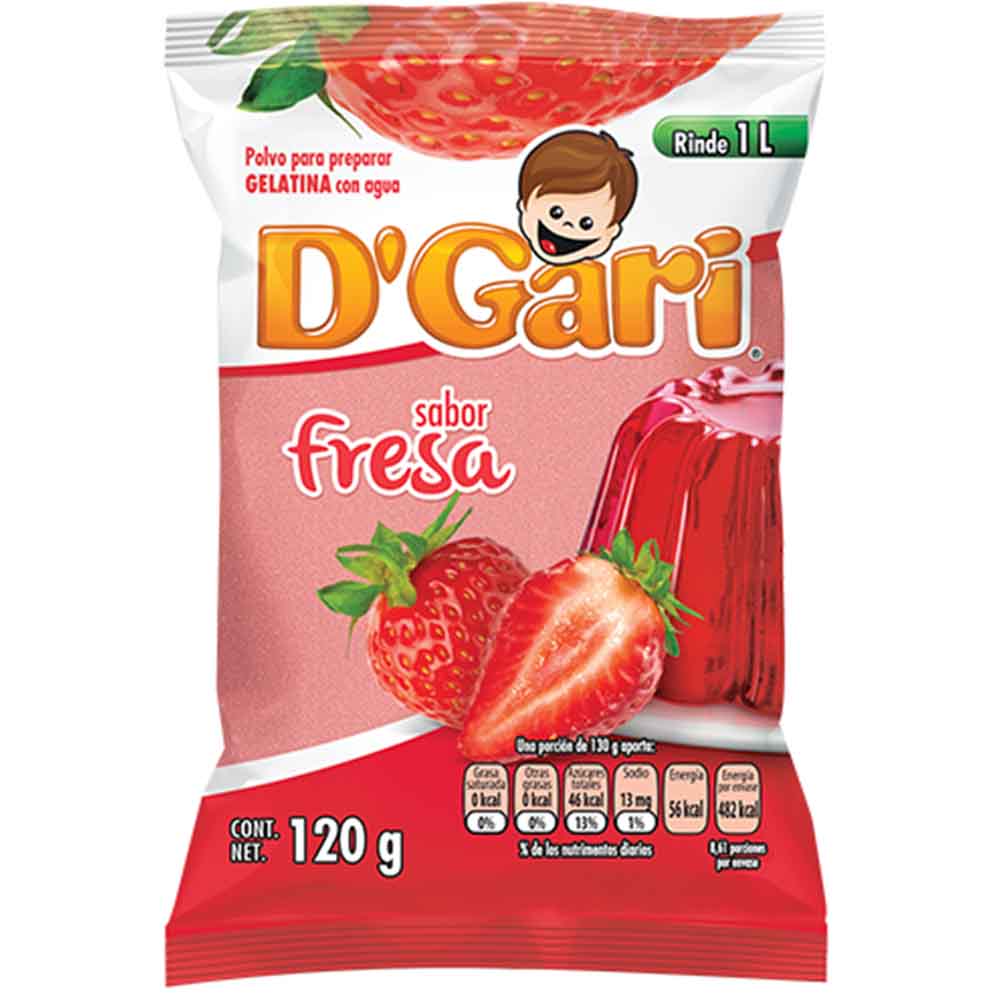 Polvo para preparar
GELATINA con agua
Rinde 1 L
D'Gari®
sabor
fresa
Una porción de 130 g aporta:
Grasa saturada 0 kcal 0%
Otras grasas 0 kcal 0%
Azúcares totales 46 kcal 13%
Sodio 13 mg 1%
Energía 56 kcal
Energía por envase 482 kcal
% de los nutrimentos diarios
8,61 porciones
por envase
CONT.
NET. 120 g